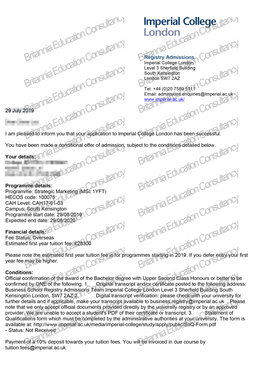 Imperial College
London
Registry Admissions
Imperial College London
Level 3 Sherfield Building
South Kensington
London SW7 2AZ
Tel: +44 (0)20 7589 5111
Email: admissions.enquiries@imperial.ac.uk
www.imperial.ac.uk/
29 July 2019
I am pleased to inform you that your application to Imperial College London has been successful.
You have been made a conditional offer of admission, subject to the condition detailed below.
Your details:
Programme details:
Programme: Strategic Marketing (MSc 1YFT)
HECOS code: 100075
CAH Level: CAH17-01-03
Campus: South Kensington
Programme start date: 29/08/2019
Expected end date: 29/08/2020
Financial details:
Fee Status: Overseas
Estimated first year tuition fee: £28300
Please note the estimated first year tuition fee is for programmes starting in 2019. If you defer entry your first
year fee may be higher.
Conditions:
Official confirmation of the award of the Bachelor degree with Upper Second Class Honours or better to be
confirmed by ONE of the following: 1. Original transcript and/or certificate posted to the following address:
Business School Registry Admissions Team Imperial College London Level 3 Sherfield Building South
Kensington London, SW7 2AZ 2. Digital transcript verification: please check with your university for
further details and if applicable, make your transcript available to business.registry@imperial.ac.uk. Please
note that we only accept official documents provided directly by the university registry or by an approved
provider. We are unable to accept a student's PDF of their certificate or transcript. 3. Statement of
Qualifications form which must be completed by the administrative authorities at your university. The form is
available at: http://www.imperial.ac.uk/media/imperial-college/study/apply/public/SoQ-Form.pdf
- Status: Not Received
Payment of a 10% deposit towards your tuition fees. You will be invoiced in due course by
tuition.fees@imperial.ac.uk
Britannia Education Consultancy